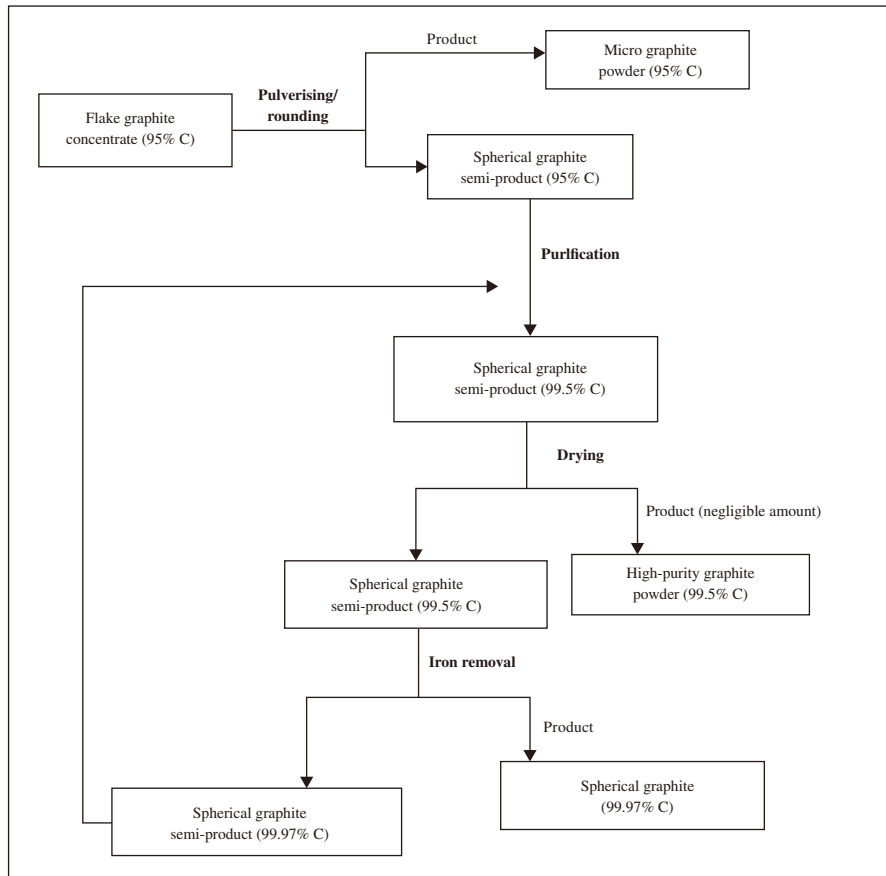 Product
Micro graphite
powder (95% C)
Pulverising/
rounding
Flake graphite
concentrate (95% C)
Spherical graphite
semi-product (95% C)
Purlfication
Spherical graphite
semi-product (99.5% C)
Drying
Product (negligible amount)
Spherical graphite
semi-product (99.5% C)
High-purity graphite
powder (99.5% C)
Iron removal
Product
Spherical graphite
(99.97% C)
Spherical graphite
semi-product (99.97% C)